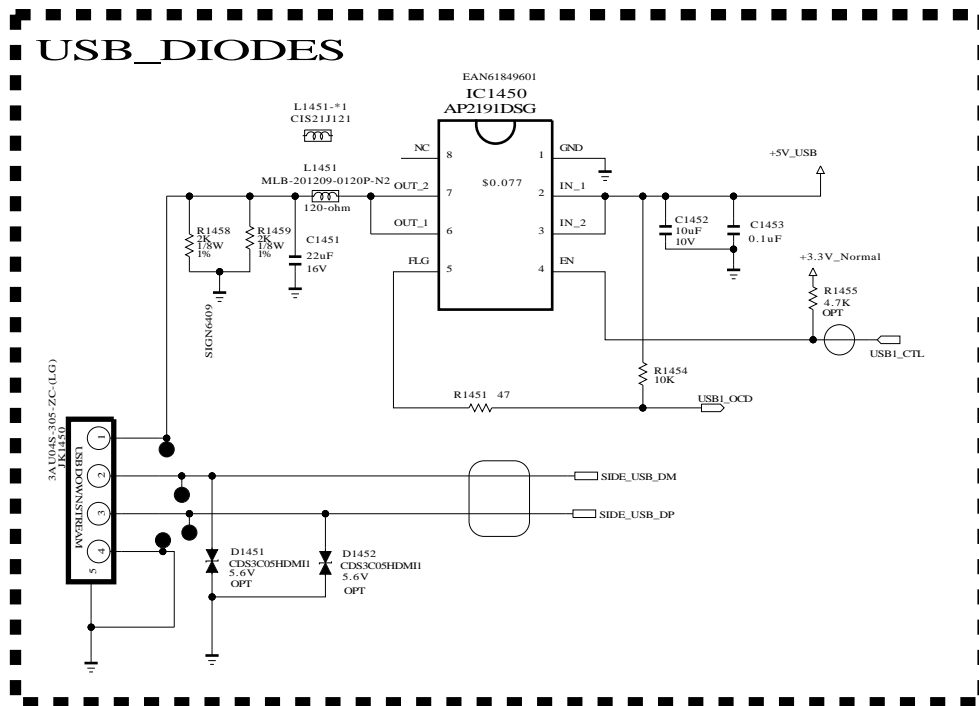 USB_DIODES
EAN61849601
IC1450
AP2191DSG
L1451-*1
CIS21J121
L1451
MLB-201209-0120P-N2
120-ohm
NC
8
OUT_2
7
OUT_1
6
FLG
5
$0.077
1
GND
2
IN_1
3
IN_2
4
EN
+5V_USB
C1452
10uF
10V
C1453
0.1uF
+3.3V_Normal
R1455
4.7K
OPT
USB1_CTL
R1458
2K
1/8W
1%
R1459
2K
1/8W
1%
C1451
22uF
16V
SIGN6409
R1454
10K
R1451 47
USB1_OCD
3AU04S-305-ZC-(LG)
JK1450
USB DOWN STREAM
1
2
3
4
5
SIDE_USB_DM
SIDE_USB_DP
D1451
CDS3C05HDMI1
5.6V
OPT
D1452
CDS3C05HDMI1
5.6V
OPT